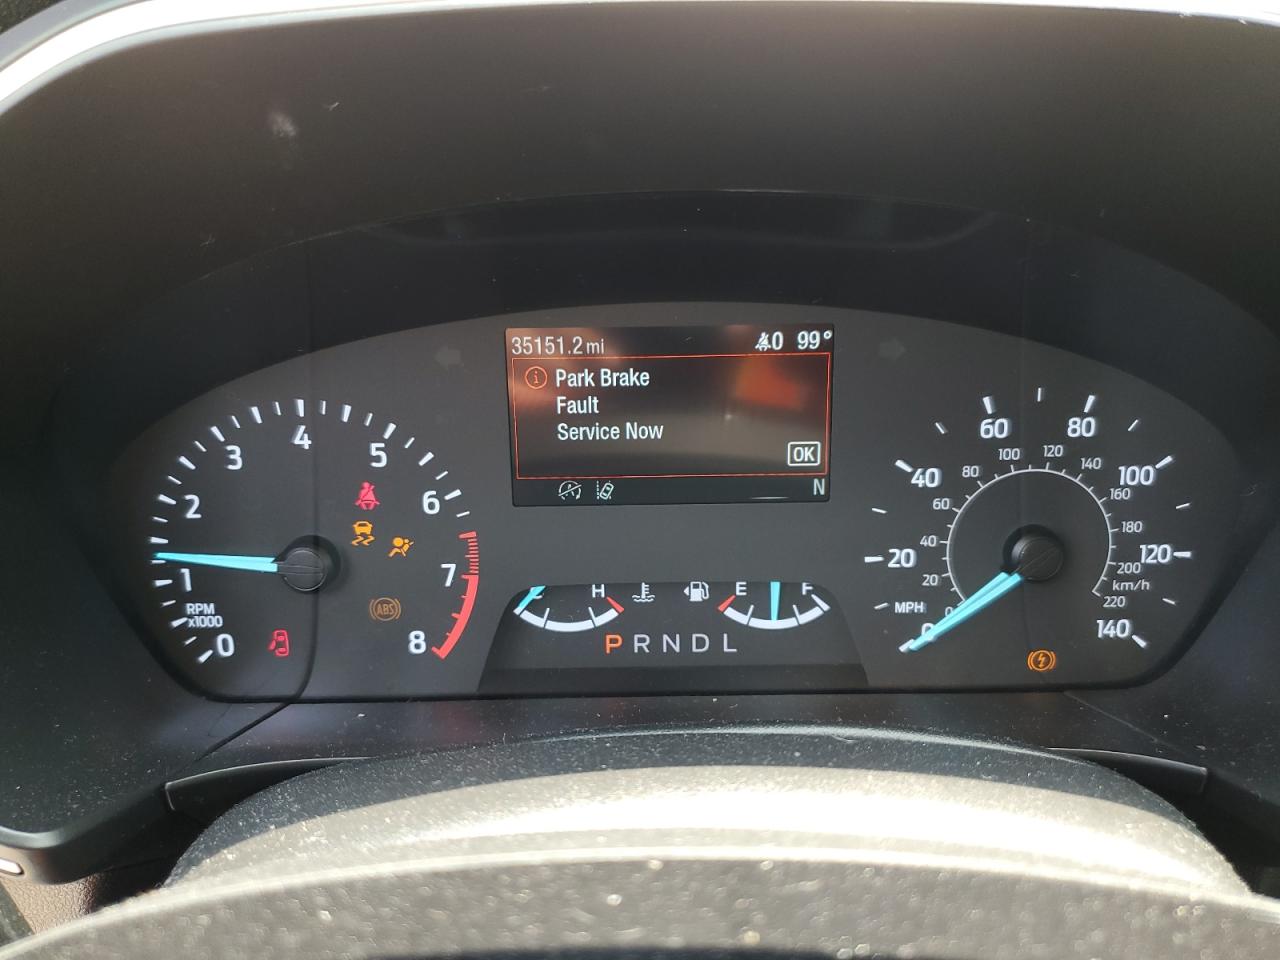 35151.2 mi
40 99°
Park Brake
Fault
Service Now
OK
N
0
1
2
3
4
5
6
7
8
RPM
x1000
ABS
C H
E F
PRNDL
0
20
40
60
80
100
120
140
MPH
0
20
40
60
80
100
120
140
160
180
200
220
km/h